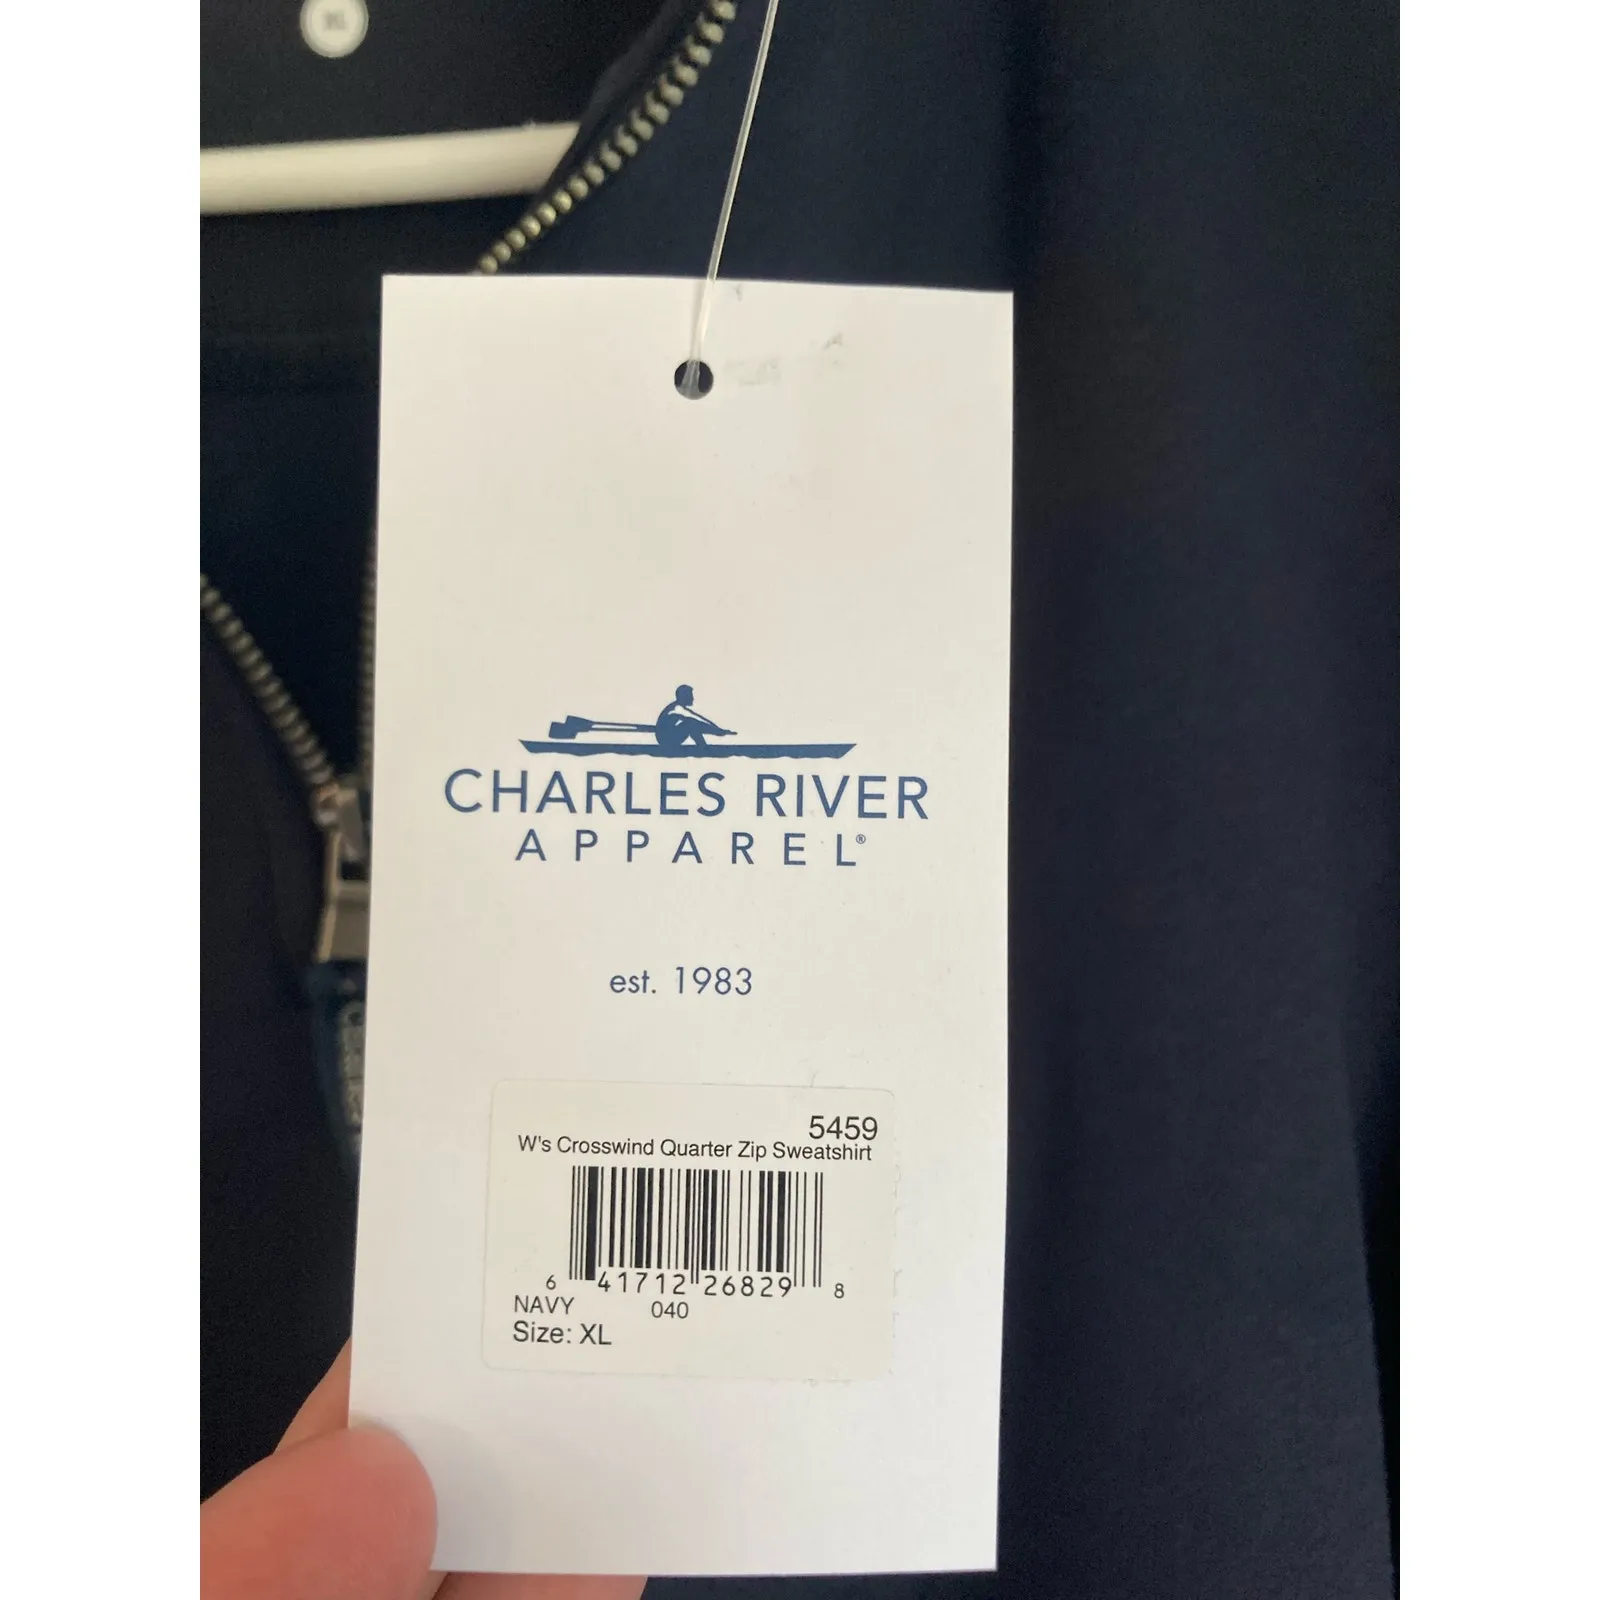 CHARLES RIVER
APPAREL®
est. 1983
5459
W's Crosswind Quarter Zip Sweatshirt
6 41712 26829 8
NAVY 040
Size: XL